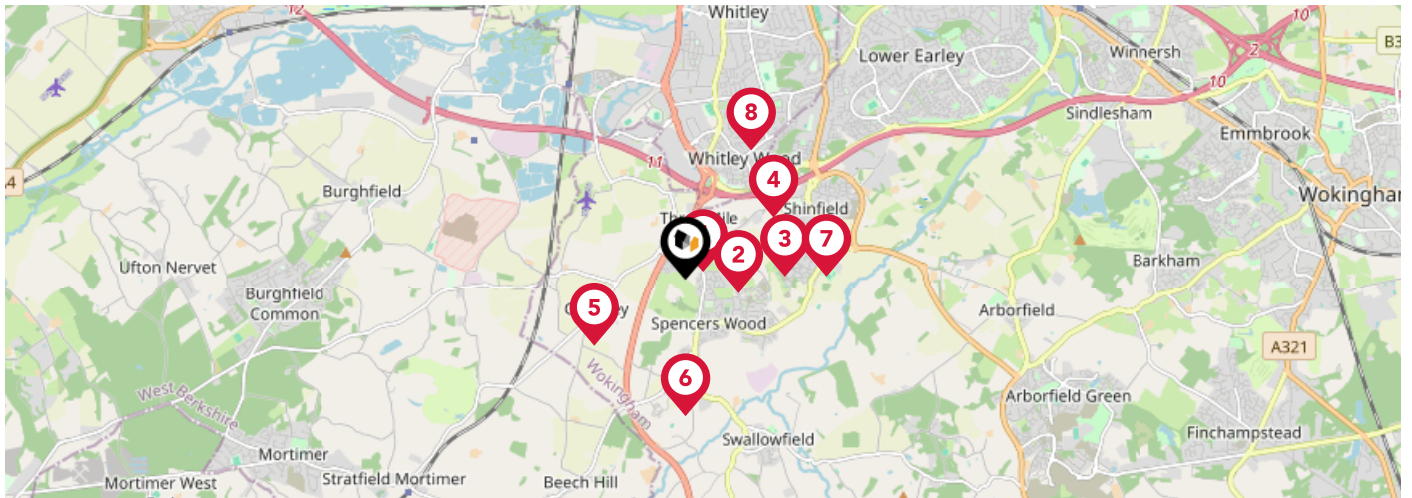 12
Whitley
10
2
B3
Lower Earley
Winnersh
10
8
Sindlesham
Emmbrook
11
Whitley Wood
4
4
Burghfield
Wokingham
Shinfield
3
7
2
Ufton Nervet
Barkham
Burghfield
Common
5
Arborfield
Spencers Wood
A321
Wokingham
6
West Berkshire
Arborfield Green
Finchampstead
Swallowfield
Mortimer
Mortimer West
Stratfield Mortimer
Beech Hill